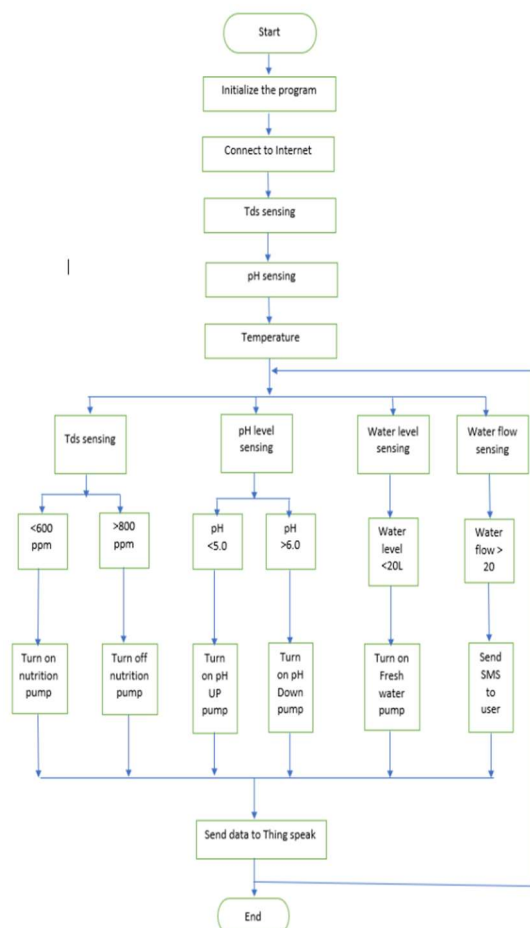 Start
Initialize the program
Connect to Internet
Tds sensing
pH sensing
Temperature
Tds sensing
pH level
sensing
Water level
sensing
Water flow
sensing
<600
ppm
>800
ppm
pH
<5.0
pH
>6.0
Water
level
<20L
Water
flow >
20
Turn on
nutrition
pump
Turn off
nutrition
pump
Turn
on pH
UP
pump
Turn
on pH
Down
pump
Turn on
Fresh
water
pump
Send
SMS
to
user
Send data to Thing speak
End